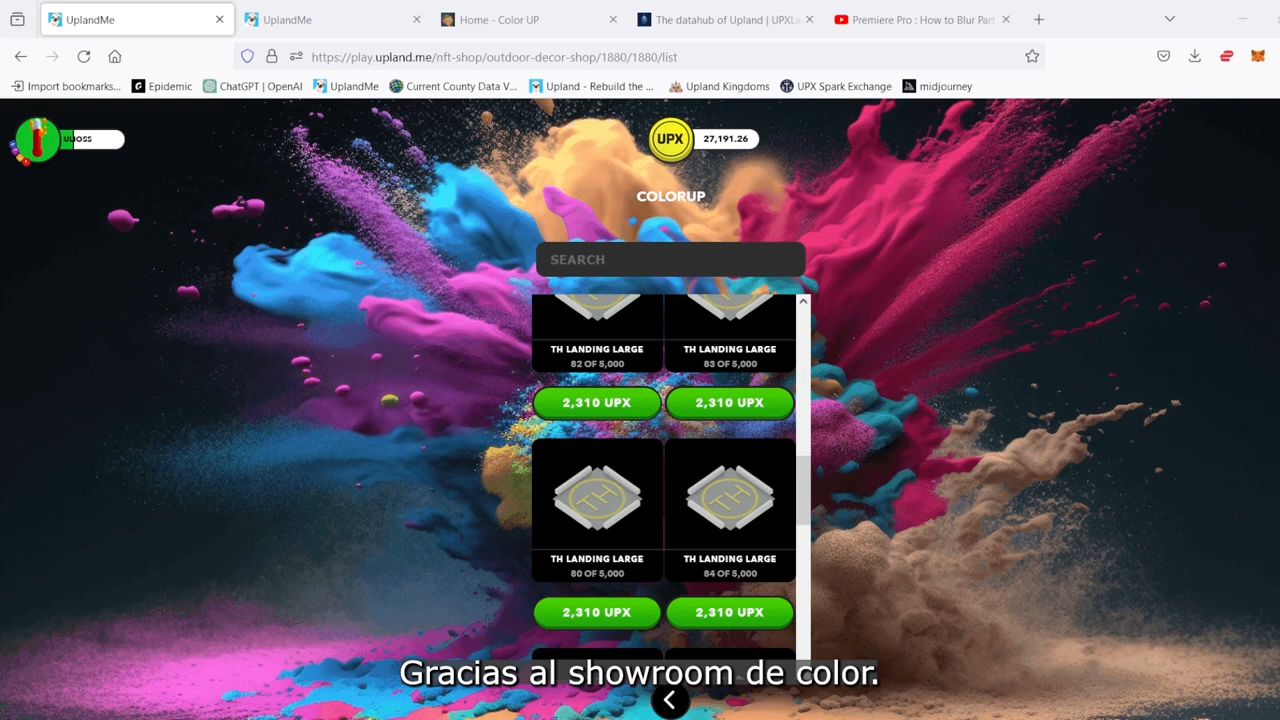 UplandMe
UplandMe
Home - Color UP
The datahub of Upland | UPXLa
Premiere Pro : How to Blur Part
https://play.upland.me/nft-shop/outdoor-decor-shop/1880/1880/list
Import bookmarks...
Epidemic
ChatGPT | OpenAI
UplandMe
Current County Data V...
Upland - Rebuild the ...
Upland Kingdoms
UPX Spark Exchange
midjourney
UPX
27,191.26
COLORUP
SEARCH
TH LANDING LARGE
82 OF 5,000
TH LANDING LARGE
83 OF 5,000
2,310 UPX
2,310 UPX
TH
TH
TH LANDING LARGE
80 OF 5,000
TH LANDING LARGE
84 OF 5,000
2,310 UPX
2,310 UPX
Gracias al showroom de color.